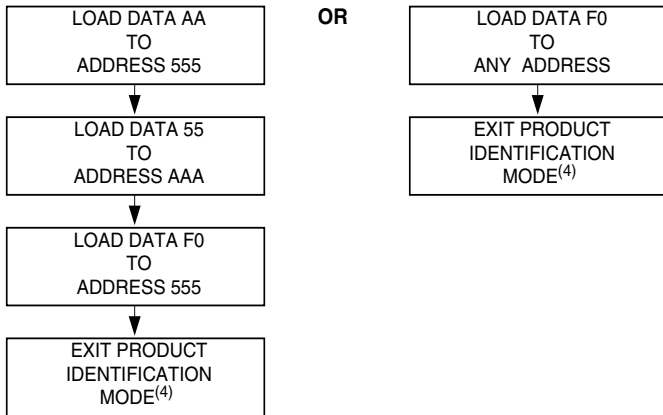 LOAD DATA AA
TO
ADDRESS 555
LOAD DATA 55
TO
ADDRESS AAA
LOAD DATA F0
TO
ADDRESS 555
EXIT PRODUCT
IDENTIFICATION
MODE(4)
OR
LOAD DATA F0
TO
ANY ADDRESS
EXIT PRODUCT
IDENTIFICATION
MODE(4)